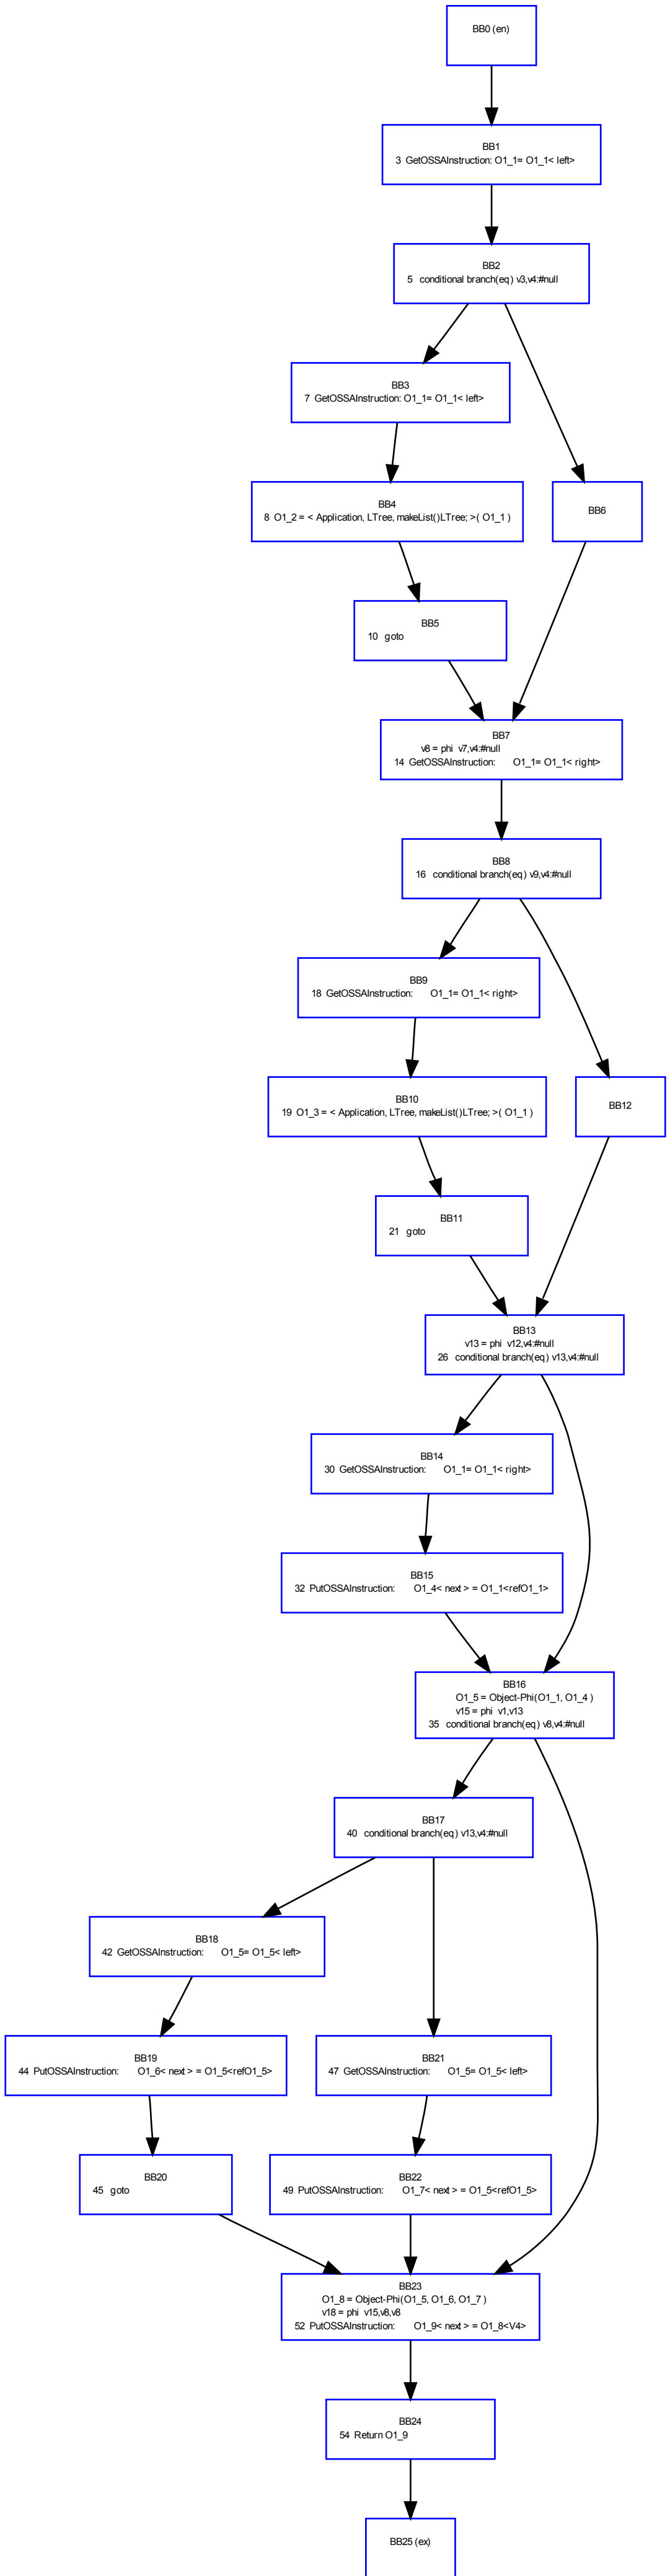 BB0 (en)
BB1
3 GetOSSAInstruction: O1_1= O1_1< left>
BB2
5 conditional branch(eq) v3,v4:#null
BB3
7 GetOSSAInstruction: O1_1= O1_1< left>
BB4
8 O1_2 = < Application, LTree, makeList()LTree; >( O1_1 )
BB6
BB5
10 goto
BB7
v8 = phi v7,v4:#null
14 GetOSSAInstruction: O1_1= O1_1< right>
BB8
16 conditional branch(eq) v9,v4:#null
BB9
18 GetOSSAInstruction: O1_1= O1_1< right>
BB10
19 O1_3 = < Application, LTree, makeList()LTree; >( O1_1 )
BB12
BB11
21 goto
BB13
v13 = phi v12,v4:#null
26 conditional branch(eq) v13,v4:#null
BB14
30 GetOSSAInstruction: O1_1= O1_1< right>
BB15
32 PutOSSAInstruction: O1_4< next > = O1_1<refO1_1>
BB16
O1_5 = Object-Phi(O1_1, O1_4 )
v15 = phi v1,v13
35 conditional branch(eq) v8,v4:#null
BB17
40 conditional branch(eq) v13,v4:#null
BB18
42 GetOSSAInstruction: O1_5= O1_5< left>
BB19
44 PutOSSAInstruction: O1_6< next > = O1_5<refO1_5>
BB21
47 GetOSSAInstruction: O1_5= O1_5< left>
BB20
45 goto
BB22
49 PutOSSAInstruction: O1_7< next > = O1_5<refO1_5>
BB23
O1_8 = Object-Phi(O1_5, O1_6, O1_7 )
v18 = phi v15,v8,v8
52 PutOSSAInstruction: O1_9< next > = O1_8<V4>
BB24
54 Return O1_9
BB25 (ex)